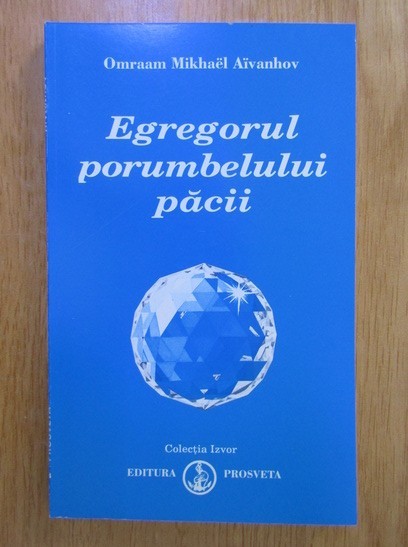 Omraam Mikhaël Aïvanhov
Egregorul
porumbelului
păcii
Colecția Izvor
EDITURA PROSVETA